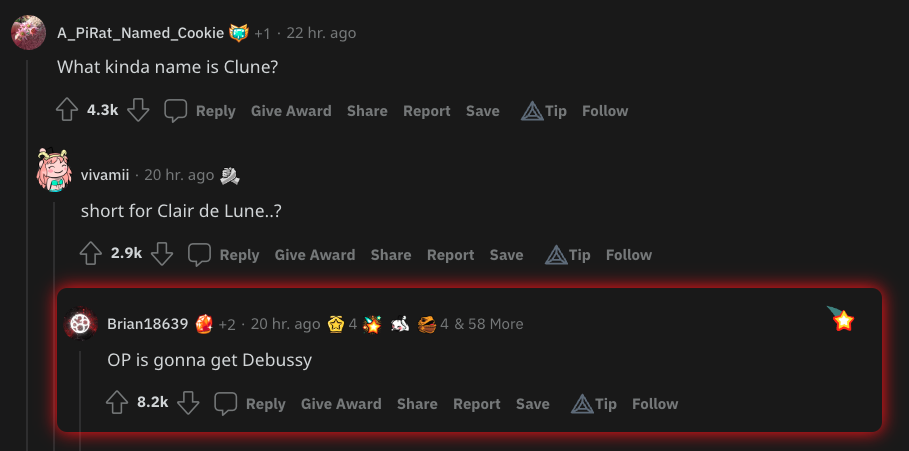 A_PiRat_Named_Cookie +1 · 22 hr. ago
What kinda name is Clune?
4.3k Reply Give Award Share Report Save Tip Follow
vivamii · 20 hr. ago
short for Clair de Lune..?
2.9k Reply Give Award Share Report Save Tip Follow
Brian18639 +2 · 20 hr. ago 4 4 & 58 More
OP is gonna get Debussy
8.2k Reply Give Award Share Report Save Tip Follow